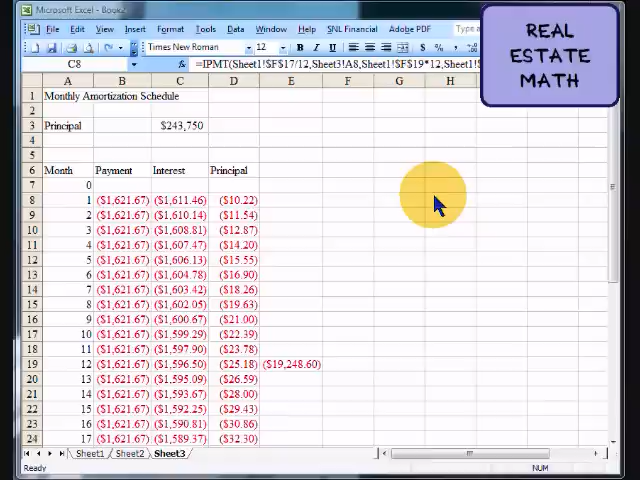 Microsoft Excel - Book2
REAL
ESTATE
MATH
File Edit View Insert Format Tools Data Window Help SNL Financial Adobe PDF Type a
Times New Roman 12 B I U $ % ,
C8 =IPMT(Sheet1!$F$17/12,Sheet3!A8,Sheet1!$F$19*12,Sheet1!$
A B C D E F G H
1 Monthly Amortization Schedule
2
3 Principal $243,750
4
5
6 Month Payment Interest Principal
7 0
8 1 ($1,621.67) ($1,611.46) ($10.22)
9 2 ($1,621.67) ($1,610.14) ($11.54)
10 3 ($1,621.67) ($1,608.81) ($12.87)
11 4 ($1,621.67) ($1,607.47) ($14.20)
12 5 ($1,621.67) ($1,606.13) ($15.55)
13 6 ($1,621.67) ($1,604.78) ($16.90)
14 7 ($1,621.67) ($1,603.42) ($18.26)
15 8 ($1,621.67) ($1,602.05) ($19.63)
16 9 ($1,621.67) ($1,600.67) ($21.00)
17 10 ($1,621.67) ($1,599.29) ($22.39)
18 11 ($1,621.67) ($1,597.90) ($23.78)
19 12 ($1,621.67) ($1,596.50) ($25.18) ($19,248.60)
20 13 ($1,621.67) ($1,595.09) ($26.59)
21 14 ($1,621.67) ($1,593.67) ($28.00)
22 15 ($1,621.67) ($1,592.25) ($29.43)
23 16 ($1,621.67) ($1,590.81) ($30.86)
24 17 ($1,621.67) ($1,589.37) ($32.30)
Sheet1 Sheet2 Sheet3
Ready NUM